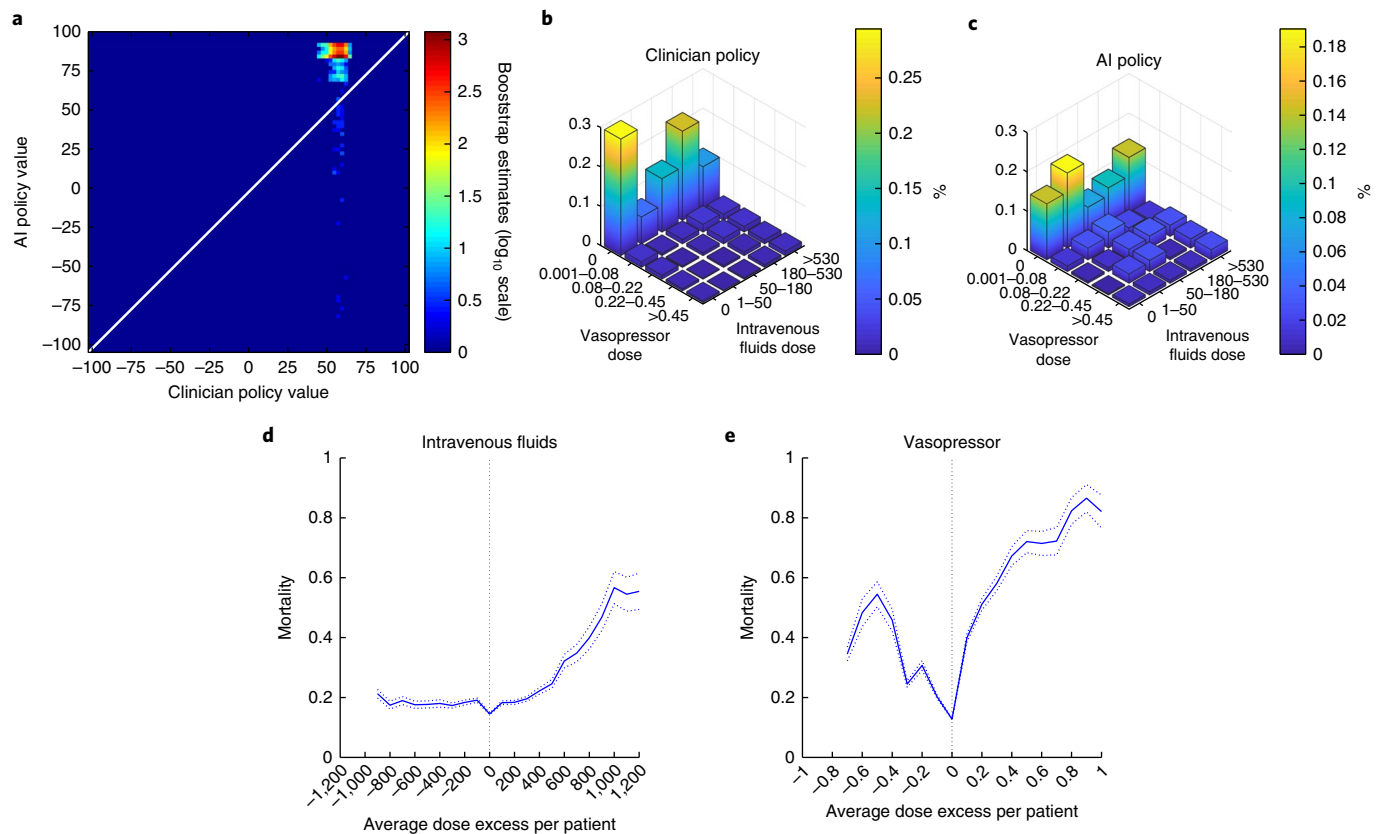 a
100
75
50
25
0
−25
−50
−75
−100
AI policy value
−100 −75 −50 −25 0 25 50 75 100
Clinician policy value
3
2.5
2
1.5
1
0.5
0
Booststrap estimates (log10 scale)
b
Clinician policy
0.3
0.2
0.1
0
0
0.001–0.08
0.08–0.22
0.22–0.45
>0.45
Vasopressor
dose
0
1–50
50–180
180–530
>530
Intravenous
fluids dose
0.25
0.2
0.15
0.1
0.05
0
%
c
AI policy
0.3
0.2
0.1
0
0
0.001–0.08
0.08–0.22
0.22–0.45
>0.45
Vasopressor
dose
0
1–50
50–180
180–530
>530
Intravenous
fluids dose
0.18
0.16
0.14
0.12
0.1
0.08
0.06
0.04
0.02
0
%
d
Intravenous fluids
1
0.8
0.6
0.4
0.2
0
Mortality
−1,200 −1,000 −800 −600 −400 −200 0 200 400 600 800 1,000 1,200
Average dose excess per patient
e
Vasopressor
1
0.8
0.6
0.4
0.2
0
Mortality
−1 −0.8 −0.6 −0.4 −0.2 0 0.2 0.4 0.6 0.8 1
Average dose excess per patient